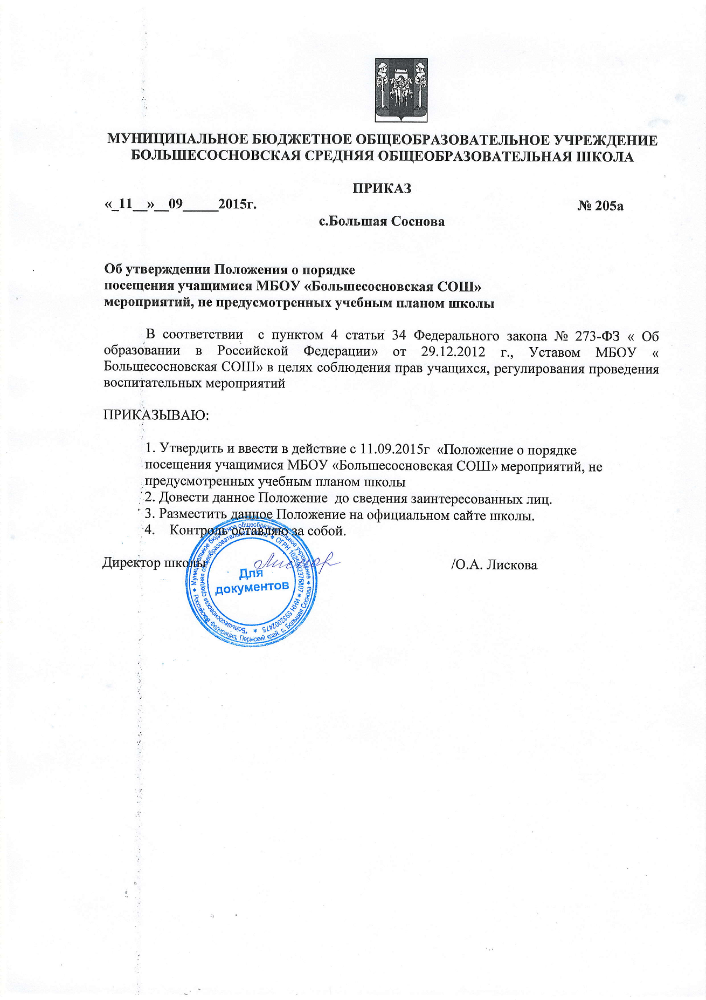 МУНИЦИПАЛЬНОЕ БЮДЖЕТНОЕ ОБЩЕОБРАЗОВАТЕЛЬНОЕ УЧРЕЖДЕНИЕ
БОЛЬШЕСОСНОВСКАЯ СРЕДНЯЯ ОБЩЕОБРАЗОВАТЕЛЬНАЯ ШКОЛА
ПРИКАЗ
«_11__»__09_____2015г. № 205а
с.Большая Соснова
Об утверждении Положения о порядке
посещения учащимися МБОУ «Большесосновская СОШ»
мероприятий, не предусмотренных учебным планом школы
В соответствии с пунктом 4 статьи 34 Федерального закона № 273-ФЗ « Об
образовании в Российской Федерации» от 29.12.2012 г., Уставом МБОУ «
Большесосновская СОШ» в целях соблюдения прав учащихся, регулирования проведения
воспитательных мероприятий
ПРИКАЗЫВАЮ:
1. Утвердить и ввести в действие с 11.09.2015г «Положение о порядке
посещения учащимися МБОУ «Большесосновская СОШ» мероприятий, не
предусмотренных учебным планом школы
2. Довести данное Положение до сведения заинтересованных лиц.
3. Разместить данное Положение на официальном сайте школы.
4. Контроль оставляю за собой.
Директор школы /О.А. Лискова
Муниципальное бюджетное общеобразовательное учреждение * Российская Федерация, Пермский край, с. Большая Соснова *
"Большесосновская средняя общеобразовательная школа" * ОГРН 1025902376807 * ИНН 5932002475 *
Для
документов